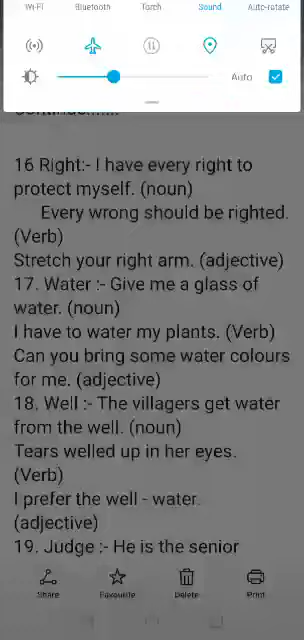 Wi-Fi Bluetooth Torch Sound Auto-rotate
Auto
Continue.......
16 Right:- I have every right to
protect myself. (noun)
Every wrong should be righted.
(Verb)
Stretch your right arm. (adjective)
17. Water :- Give me a glass of
water. (noun)
I have to water my plants. (Verb)
Can you bring some water colours
for me. (adjective)
18. Well :- The villagers get water
from the well. (noun)
Tears welled up in her eyes.
(Verb)
I prefer the well - water.
(adjective)
19. Judge :- He is the senior
Share Favourite Delete Print